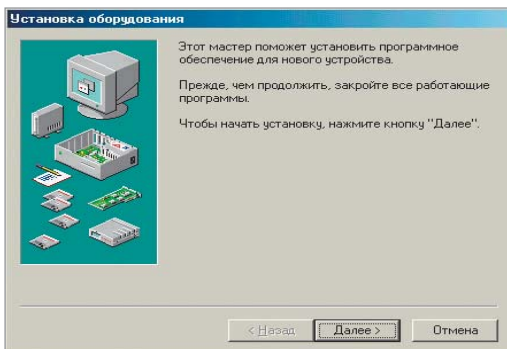 Установка оборудования
Этот мастер поможет установить программное
обеспечение для нового устройства.
Прежде, чем продолжить, закройте все работающие
программы.
Чтобы начать установку, нажмите кнопку "Далее".
< Назад Далее > Отмена